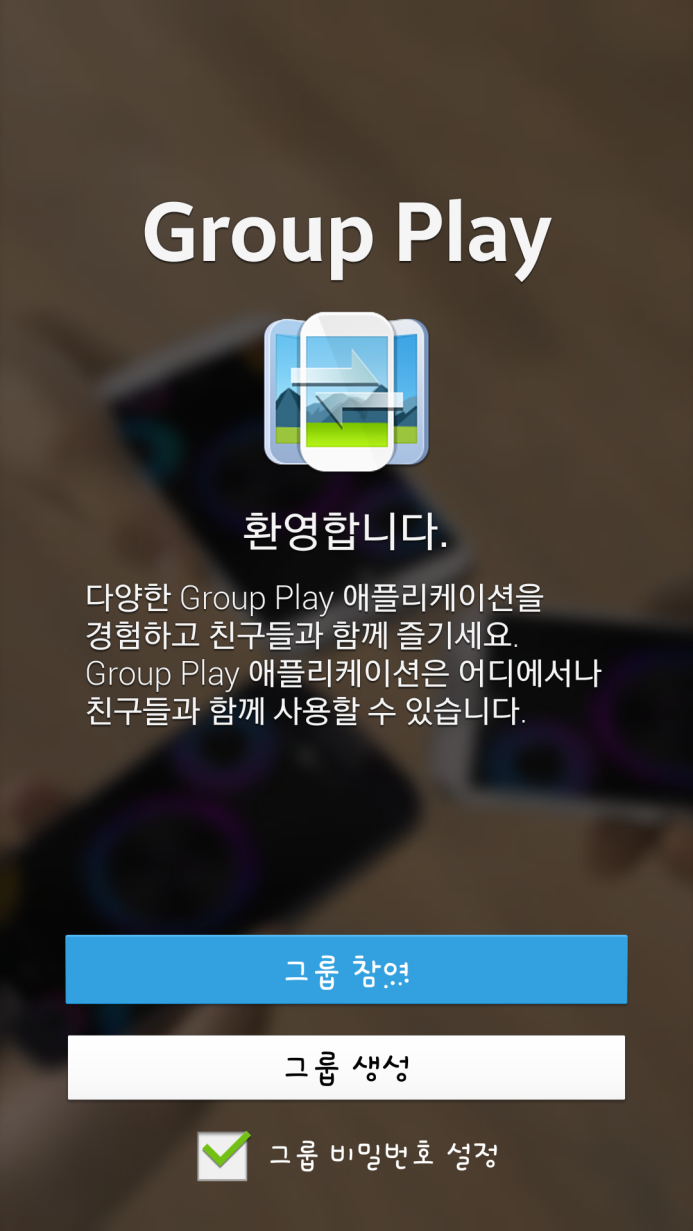 Group Play
환영합니다.
다양한 Group Play 애플리케이션을
경험하고 친구들과 함께 즐기세요.
Group Play 애플리케이션은 어디에서나
친구들과 함께 사용할 수 있습니다.
그룹 참여
그룹 생성
그룹 비밀번호 설정